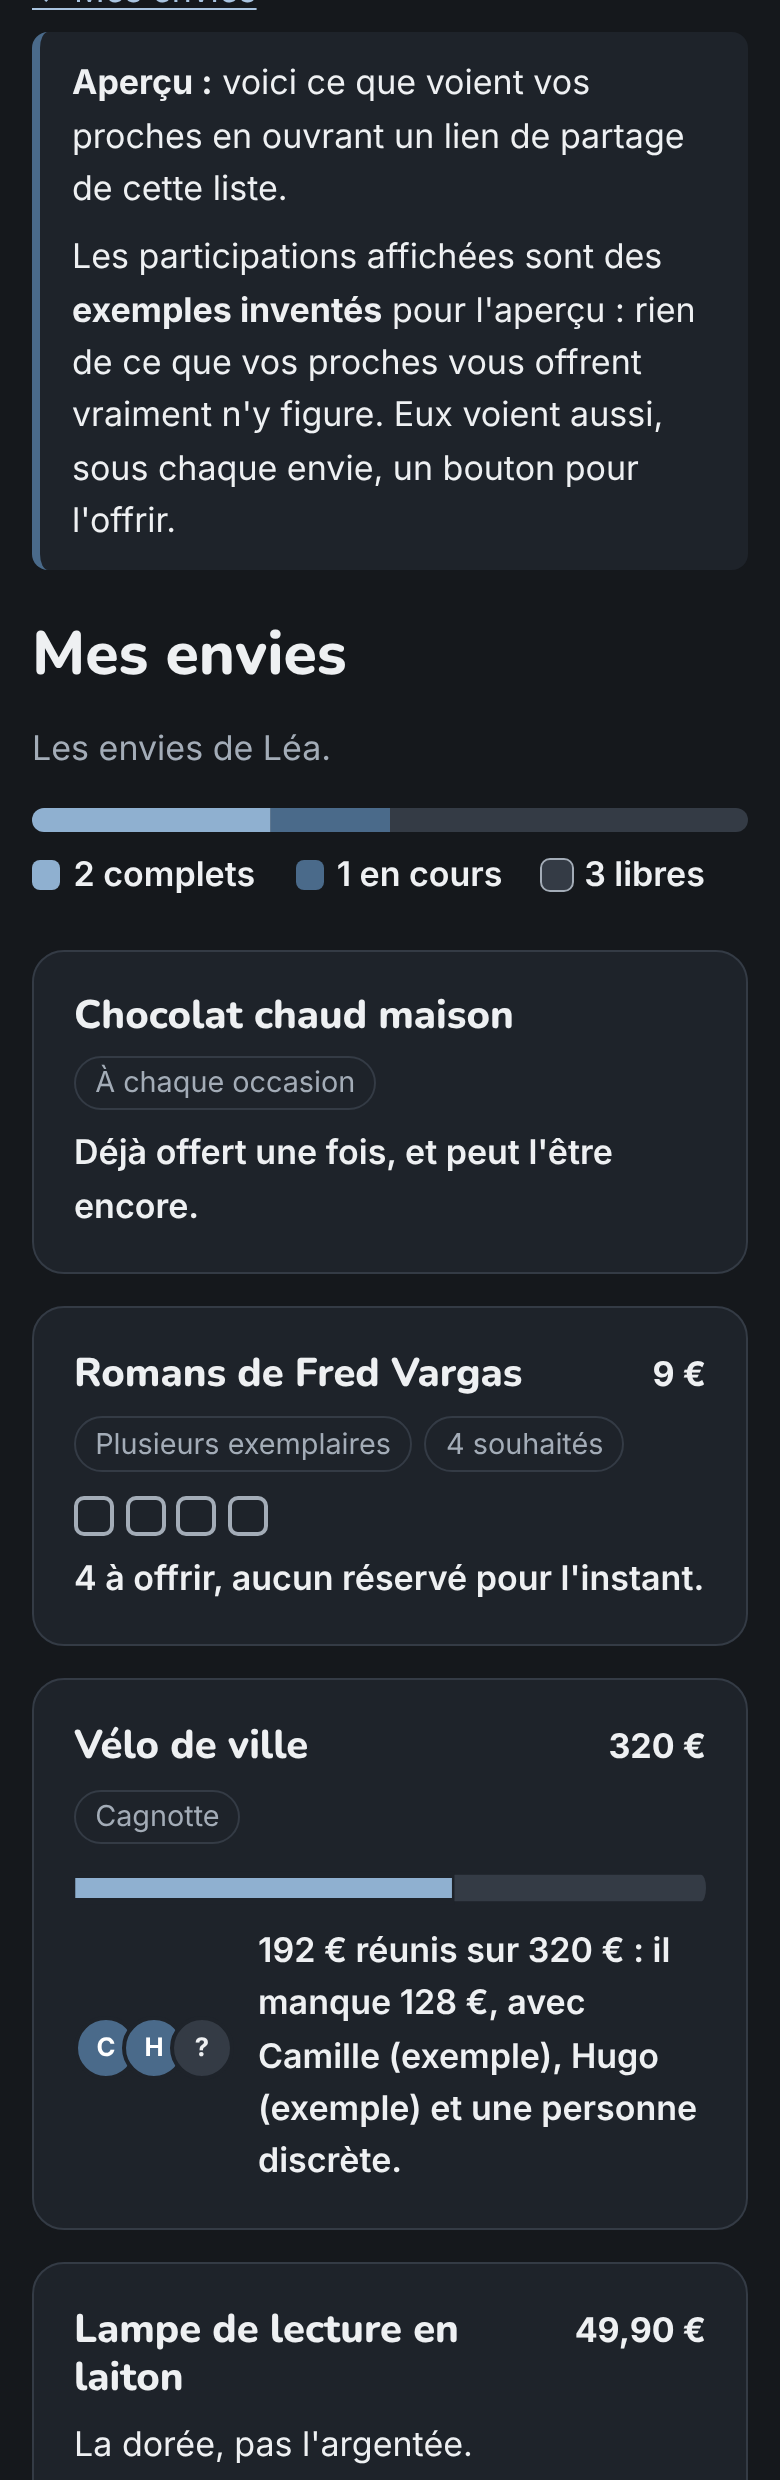 Aperçu : voici ce que voient vos
proches en ouvrant un lien de partage
de cette liste.
Les participations affichées sont des
exemples inventés pour l'aperçu : rien
de ce que vos proches vous offrent
vraiment n'y figure. Eux voient aussi,
sous chaque envie, un bouton pour
l'offrir.
Mes envies
Les envies de Léa.
2 complets 1 en cours 3 libres
Chocolat chaud maison
À chaque occasion
Déjà offert une fois, et peut l'être
encore.
Romans de Fred Vargas 9 €
Plusieurs exemplaires 4 souhaités
4 à offrir, aucun réservé pour l'instant.
Vélo de ville 320 €
Cagnotte
C H ?
192 € réunis sur 320 € : il
manque 128 €, avec
Camille (exemple), Hugo
(exemple) et une personne
discrète.
Lampe de lecture en 49,90 €
laiton
La dorée, pas l'argentée.